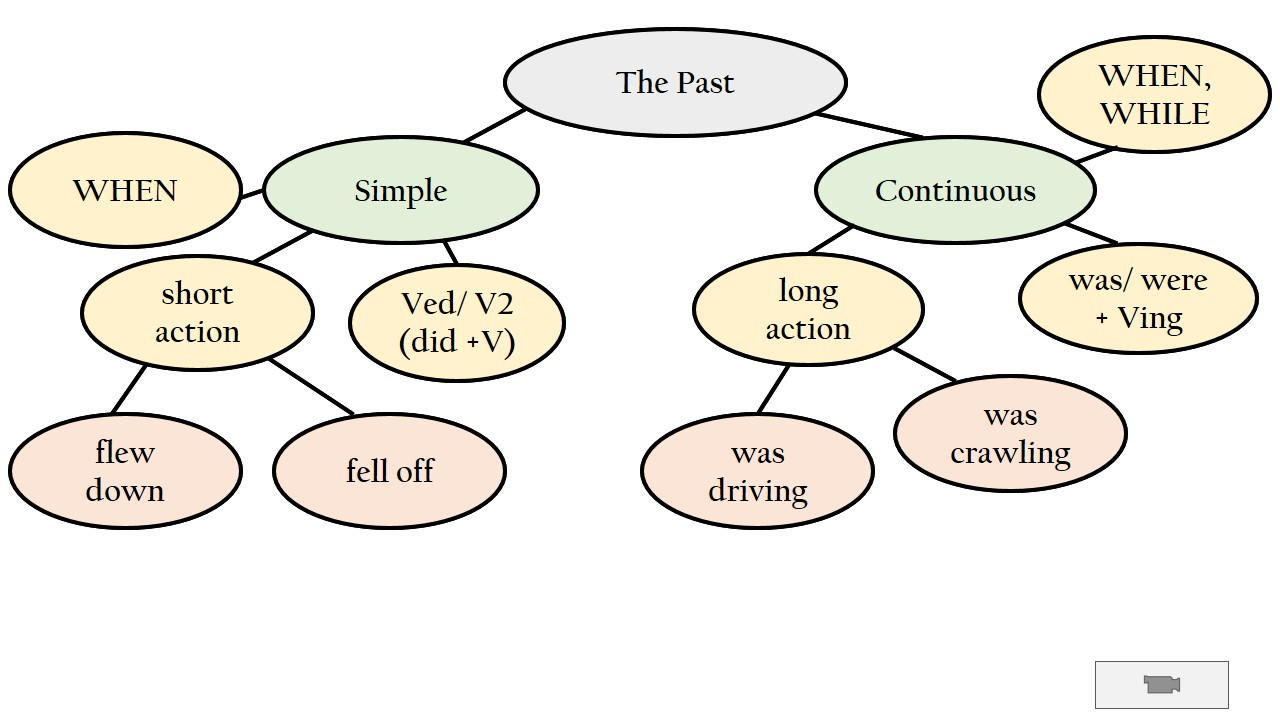 The Past
WHEN,
WHILE
WHEN
Simple
Continuous
short
action
Ved/ V2
(did +V)
long
action
was/ were
+ Ving
flew
down
fell off
was
driving
was
crawling